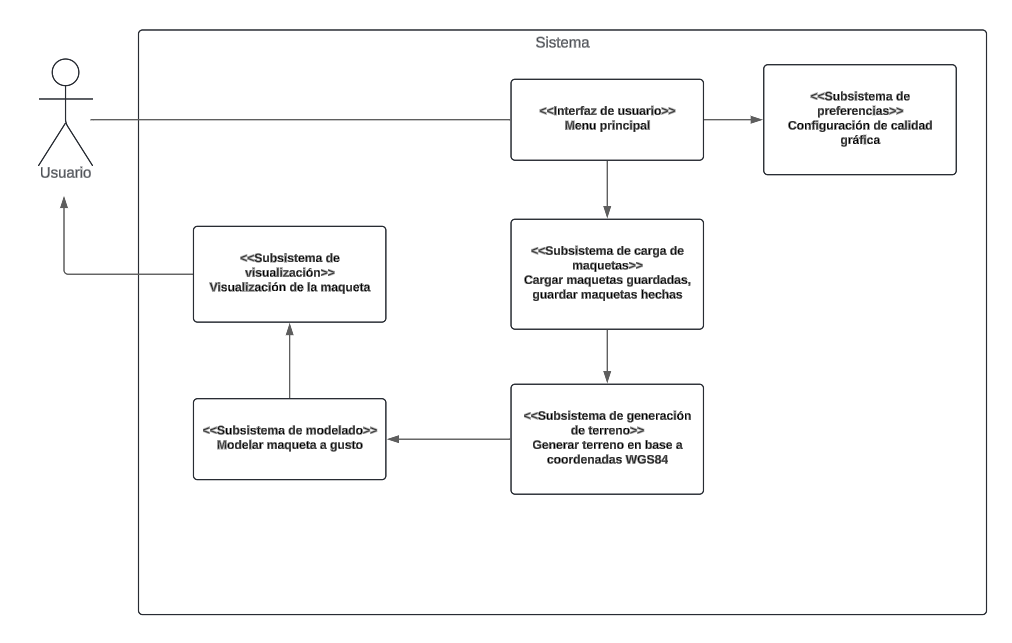 Sistema
<<Interfaz de usuario>>
Menu principal
<<Subsistema de
preferencias>>
Configuración de calidad
gráfica
Usuario
<<Subsistema de
visualización>>
Visualización de la maqueta
<<Subsistema de carga de
maquetas>>
Cargar maquetas guardadas,
guardar maquetas hechas
<<Subsistema de modelado>>
Modelar maqueta a gusto
<<Subsistema de generación
de terreno>>
Generar terreno en base a
coordenadas WGS84